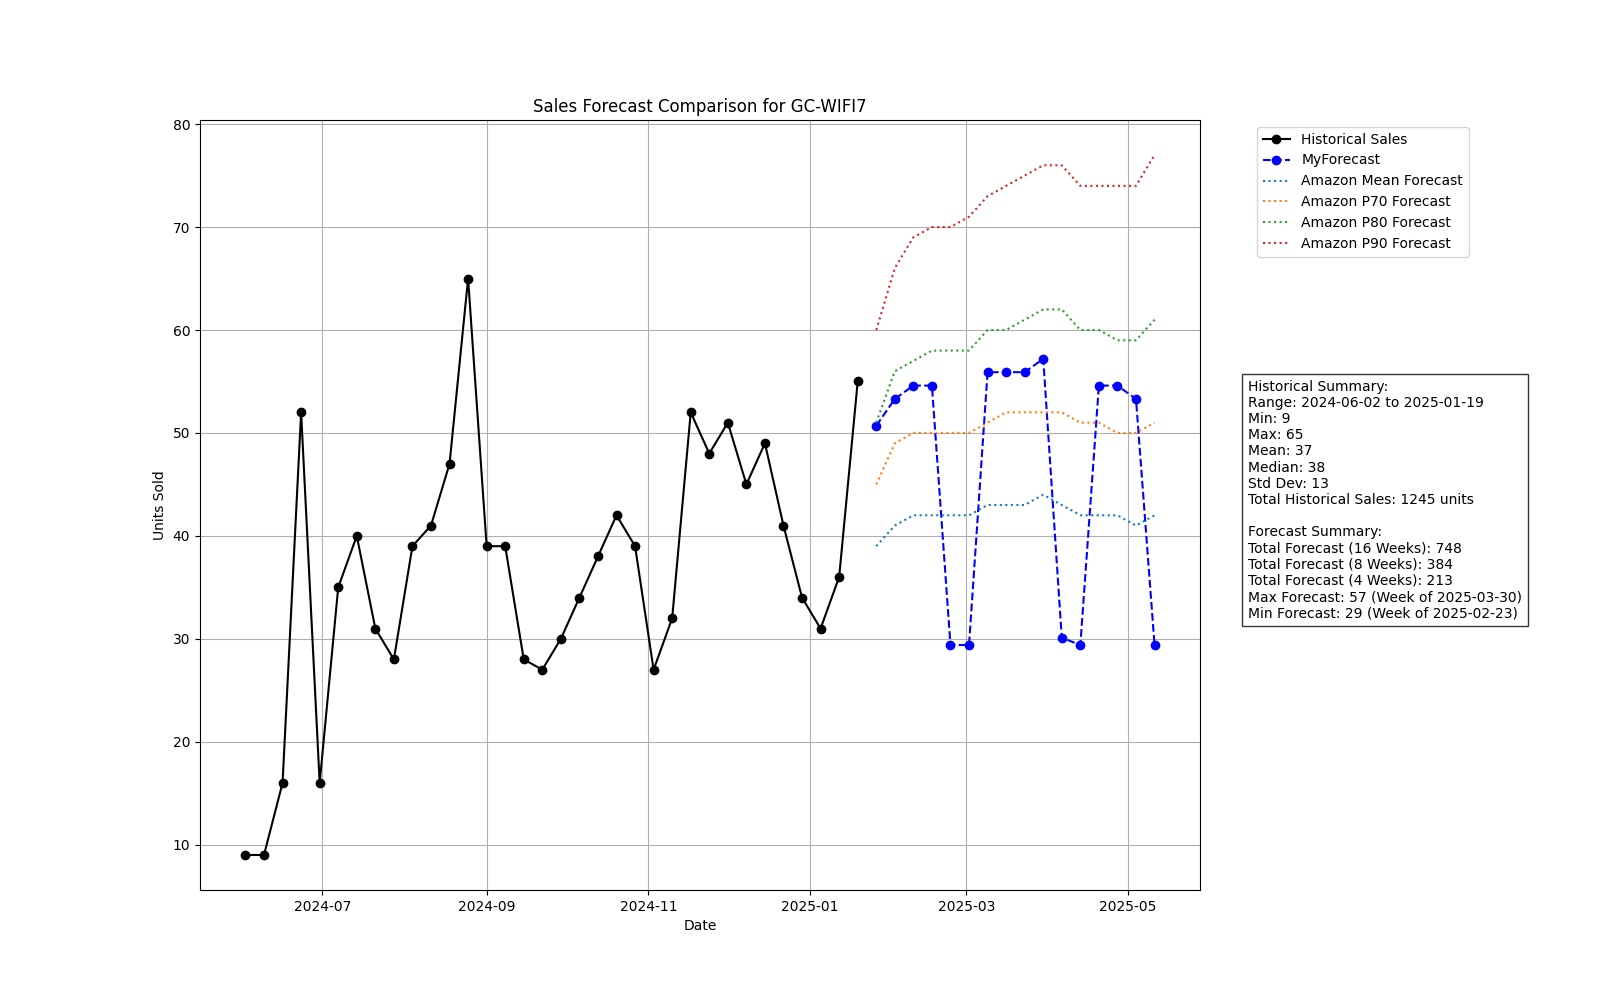 Sales Forecast Comparison for GC-WIFI7
80
70
60
50
40
30
20
10
Units Sold
2024-07
2024-09
2024-11
2025-01
2025-03
2025-05
Date
Historical Sales
MyForecast
Amazon Mean Forecast
Amazon P70 Forecast
Amazon P80 Forecast
Amazon P90 Forecast
Historical Summary:
Range: 2024-06-02 to 2025-01-19
Min: 9
Max: 65
Mean: 37
Median: 38
Std Dev: 13
Total Historical Sales: 1245 units
Forecast Summary:
Total Forecast (16 Weeks): 748
Total Forecast (8 Weeks): 384
Total Forecast (4 Weeks): 213
Max Forecast: 57 (Week of 2025-03-30)
Min Forecast: 29 (Week of 2025-02-23)